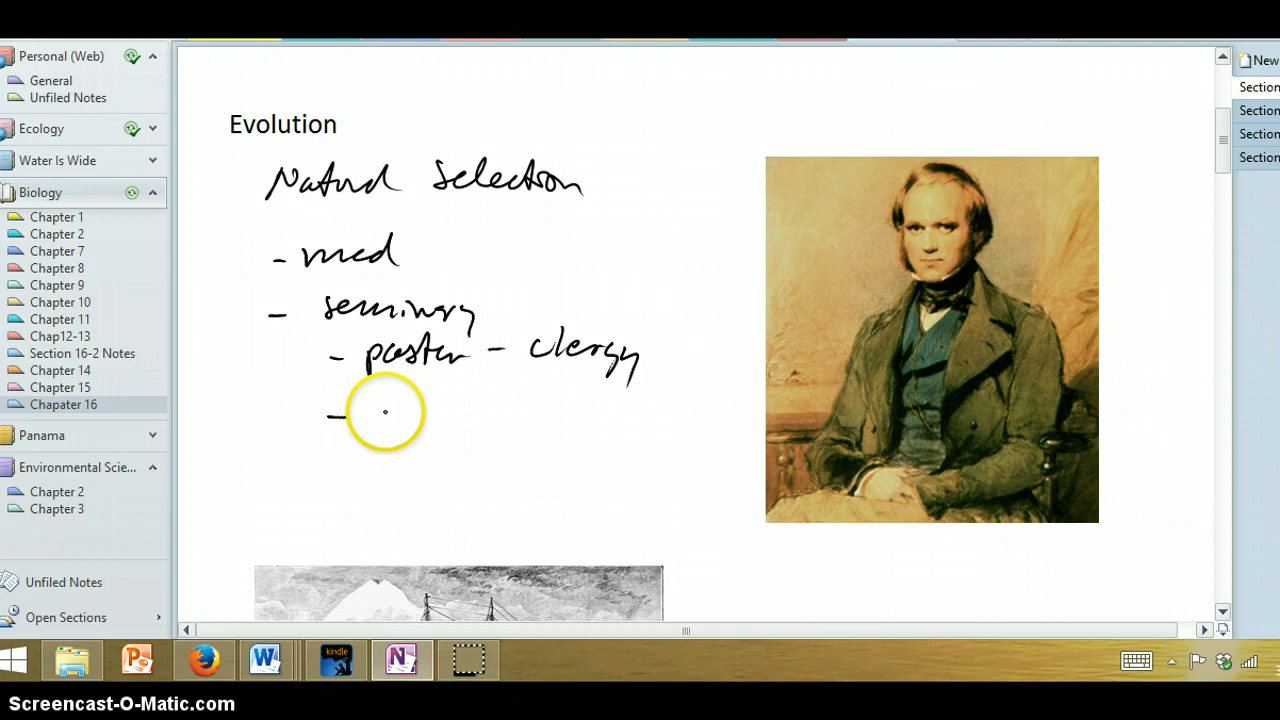 Personal (Web)
General
Unfiled Notes
Ecology
Water Is Wide
Biology
Chapter 1
Chapter 2
Chapter 7
Chapter 8
Chapter 9
Chapter 10
Chapter 11
Chap12-13
Section 16-2 Notes
Chapter 14
Chapter 15
Chapater 16
Panama
Environmental Scie...
Chapter 2
Chapter 3
Unfiled Notes
Open Sections
Evolution
Natural Selection
- med
- seminary
- pastor - clergy
-
New
Section
Section
Section
Section
kindle
Screencast-O-Matic.com